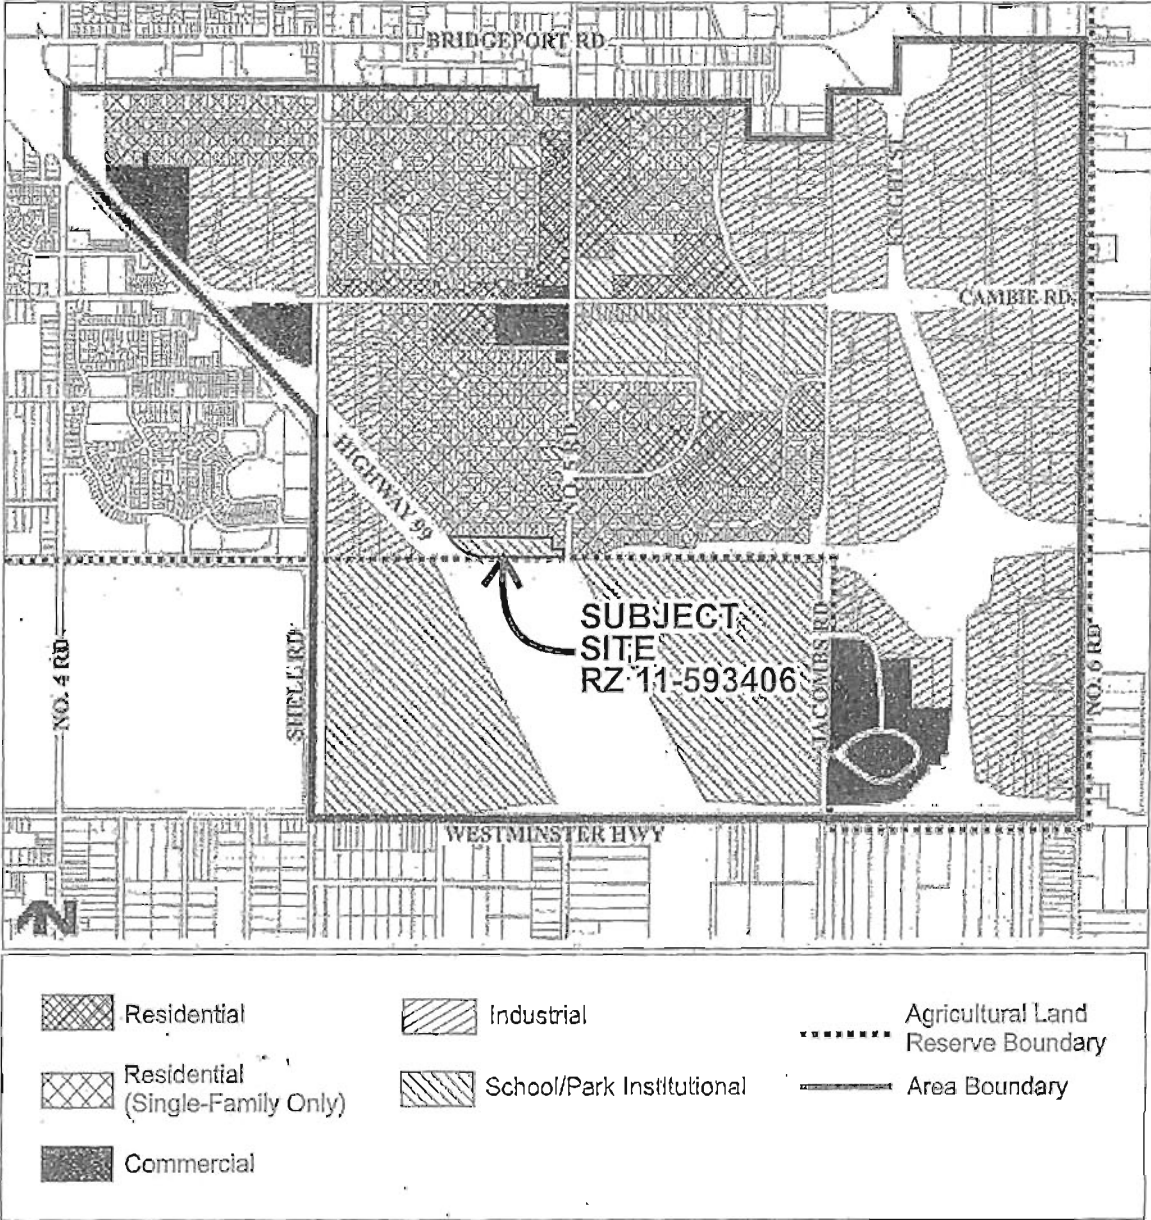 BRIDGEPORT RD
CAMBIE RD
HIGHWAY 99
NO. 5 RD
SUBJECT
SITE
RZ 11-593406
NO. 4 RD
SHELL RD
JACOMBS RD
NO. 6 RD
WESTMINSTER HWY
Residential
Industrial
Agricultural Land
Reserve Boundary
Residential
(Single-Family Only)
School/Park Institutional
Area Boundary
Commercial